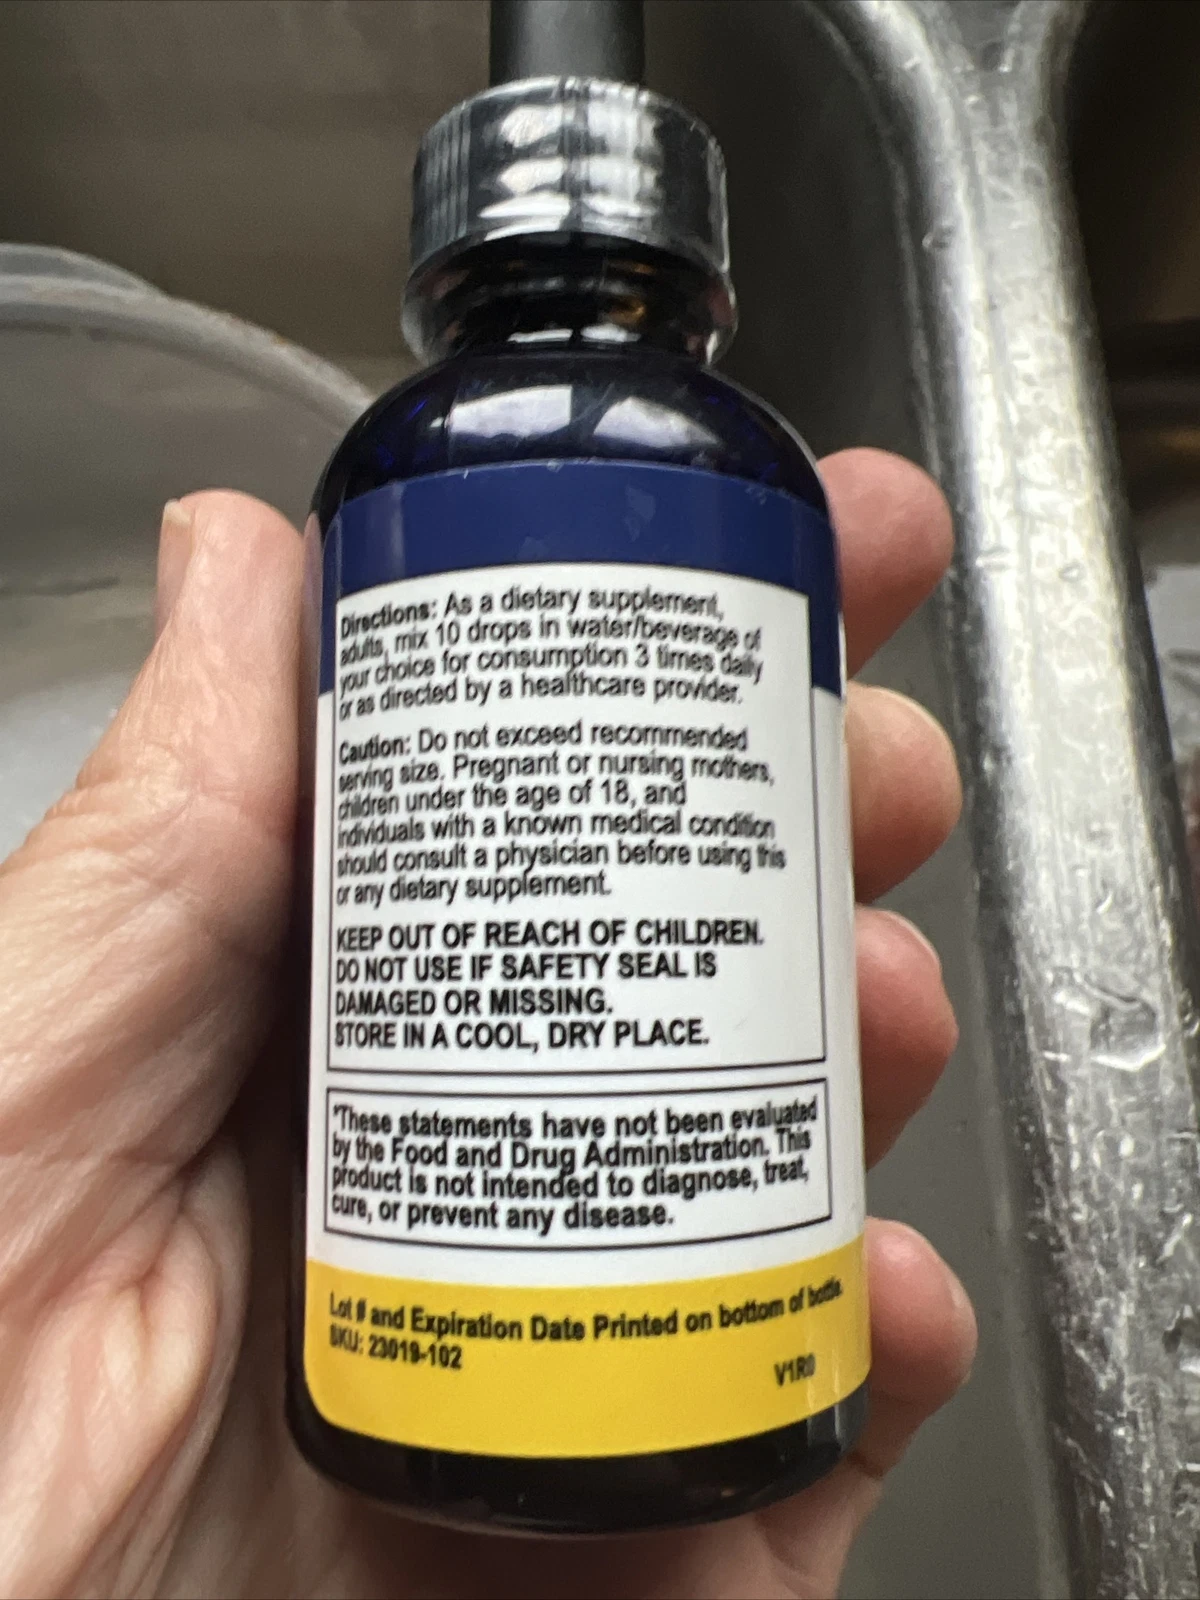 Directions: As a dietary supplement,
adults, mix 10 drops in water/beverage of
your choice for consumption 3 times daily
or as directed by a healthcare provider.
Caution: Do not exceed recommended
serving size. Pregnant or nursing mothers,
children under the age of 18, and
individuals with a known medical condition
should consult a physician before using this
or any dietary supplement.
KEEP OUT OF REACH OF CHILDREN.
DO NOT USE IF SAFETY SEAL IS
DAMAGED OR MISSING.
STORE IN A COOL, DRY PLACE.
*These statements have not been evaluated
by the Food and Drug Administration. This
product is not intended to diagnose, treat,
cure, or prevent any disease.
Lot # and Expiration Date Printed on bottom of bottle.
SKU: 23019-102
V1R0